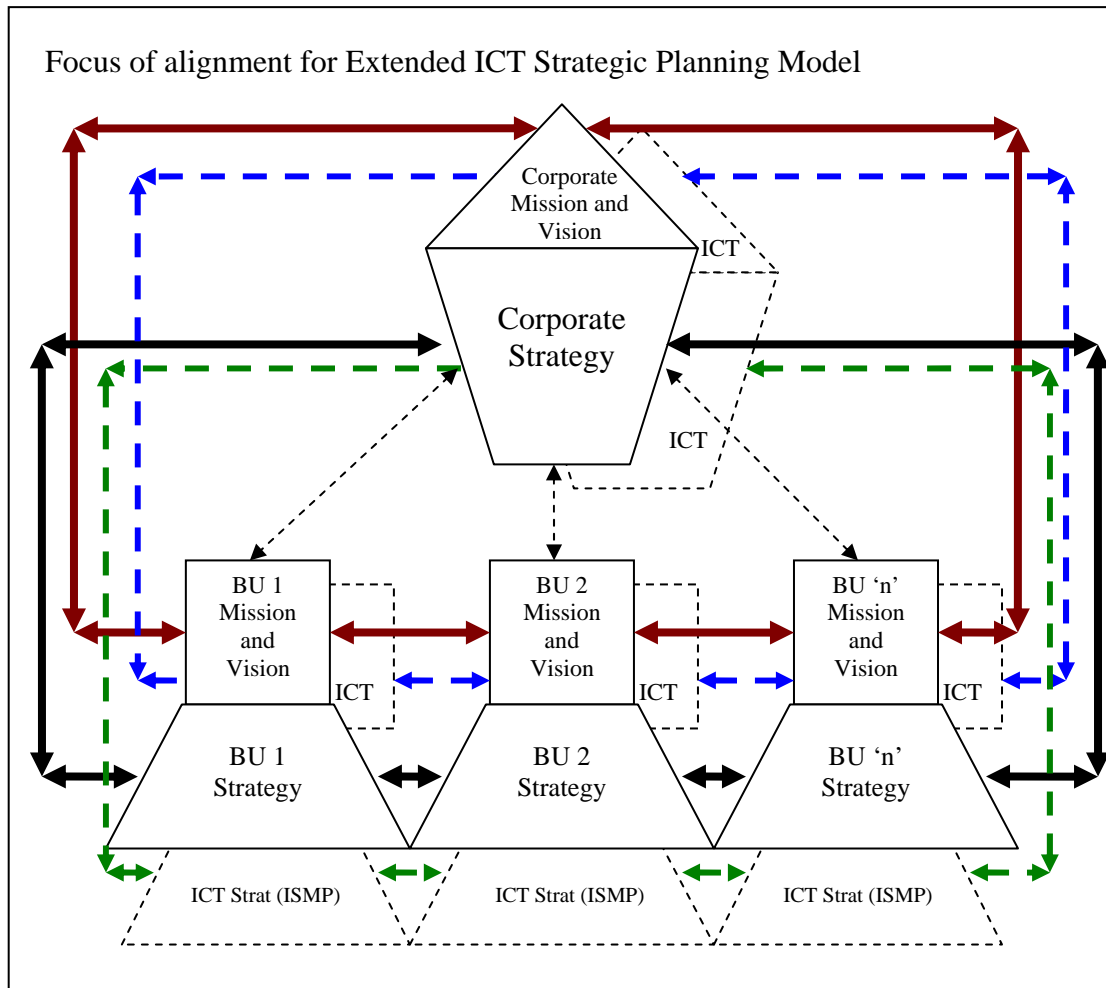 Focus of alignment for Extended ICT Strategic Planning Model
Corporate
Mission and
Vision
ICT
Corporate
Strategy
ICT
BU 1
Mission
and
Vision
ICT
BU 2
Mission
and
Vision
ICT
BU ‘n’
Mission
and
Vision
ICT
BU 1
Strategy
BU 2
Strategy
BU ‘n’
Strategy
ICT Strat (ISMP)
ICT Strat (ISMP)
ICT Strat (ISMP)